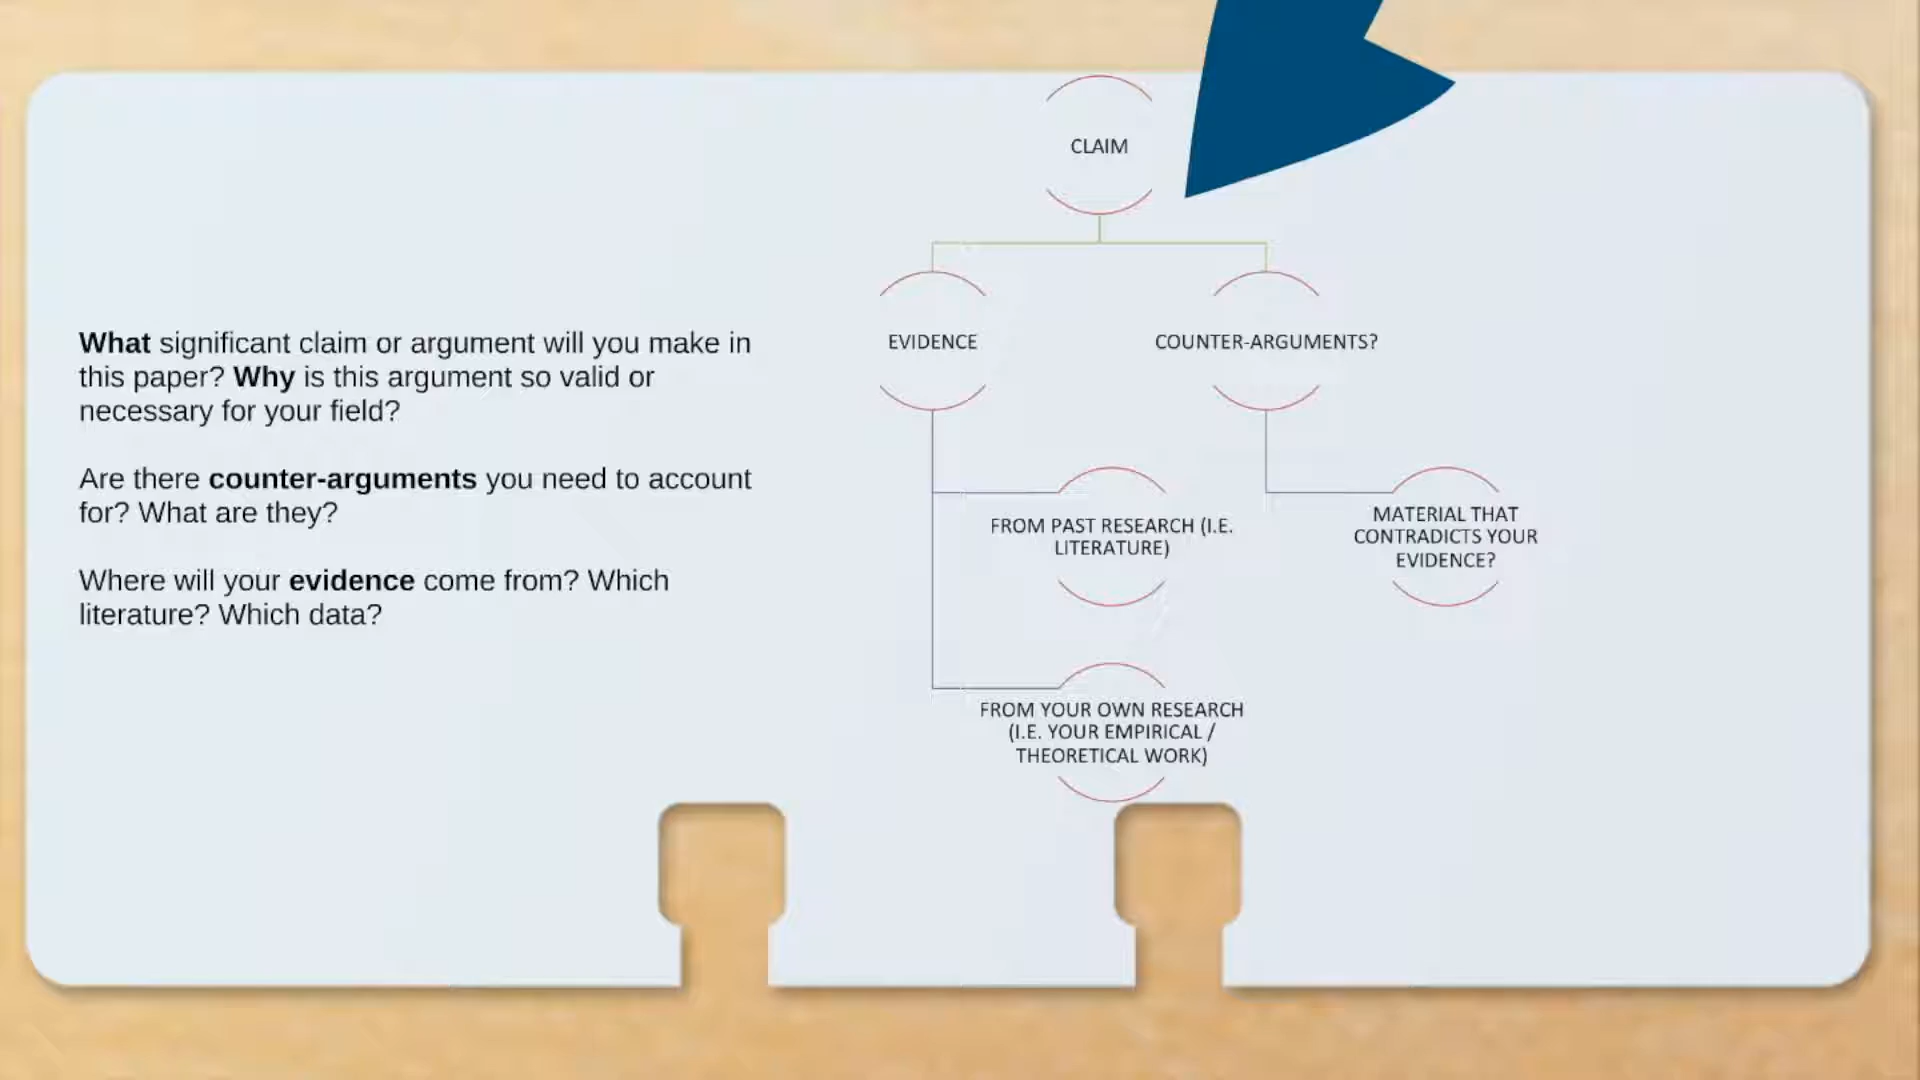 What significant claim or argument will you make in
this paper? Why is this argument so valid or
necessary for your field?
Are there counter-arguments you need to account
for? What are they?
Where will your evidence come from? Which
literature? Which data?
CLAIM
EVIDENCE
COUNTER-ARGUMENTS?
FROM PAST RESEARCH (I.E.
LITERATURE)
MATERIAL THAT
CONTRADICTS YOUR
EVIDENCE?
FROM YOUR OWN RESEARCH
(I.E. YOUR EMPIRICAL /
THEORETICAL WORK)